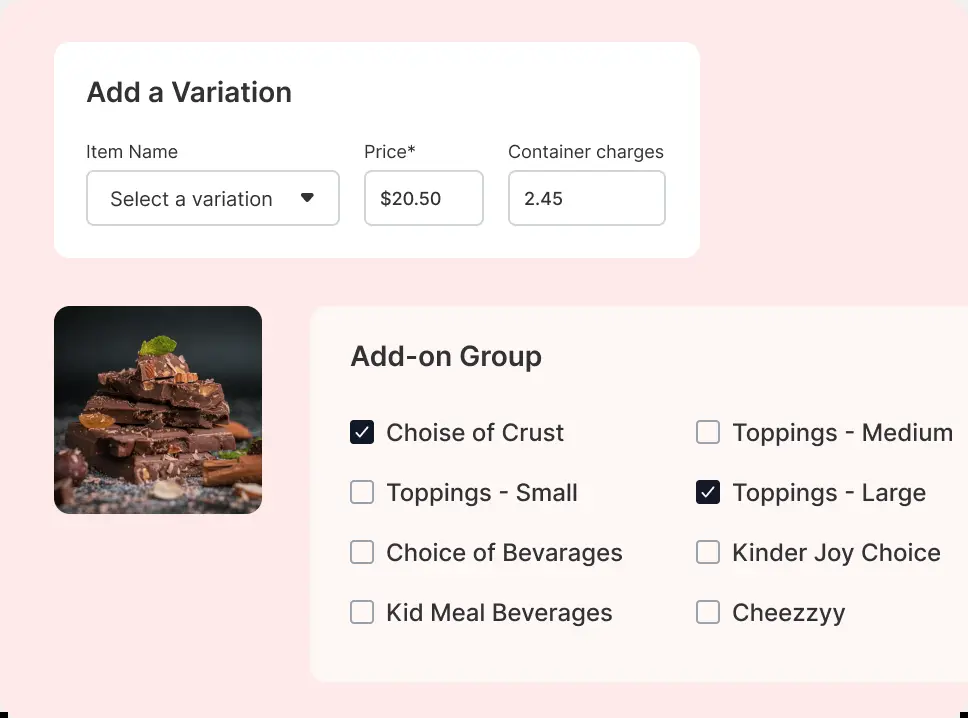 Add a Variation
Item Name Price* Container charges
Select a variation $20.50 2.45
Add-on Group
Choise of Crust Toppings - Medium
Toppings - Small Toppings - Large
Choice of Bevarages Kinder Joy Choice
Kid Meal Beverages Cheezzyy